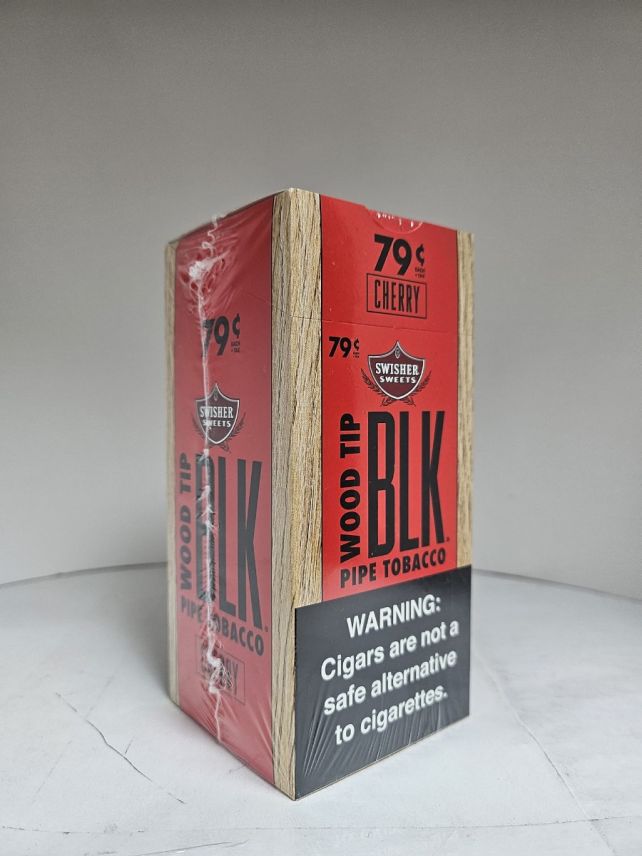 79¢
CHERRY
79¢
SWISHER
SWEETS
WOOD TIP
BLK
PIPE TOBACCO
WARNING:
Cigars are not a
safe alternative
to cigarettes.
79¢
SWISHER
SWEETS
WOOD TIP
BLK
PIPE TOBACCO
CHERRY